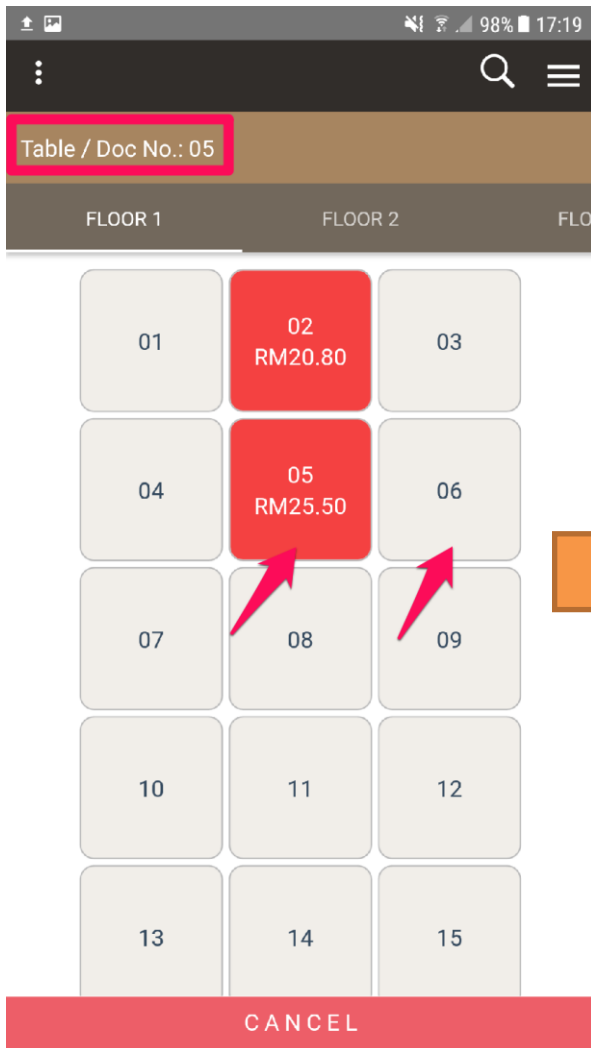 98% 17:19
Table / Doc No.: 05
FLOOR 1 FLOOR 2 FLO
01 02 03
RM20.80
04 05 06
RM25.50
07 08 09
10 11 12
13 14 15
CANCEL